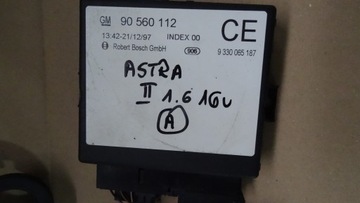 GM 90 560 112 CE
13:42-21/12/97 INDEX 00
Robert Bosch GmbH 906 9 330 065 187
ASTRA
II 1.6 16V
A